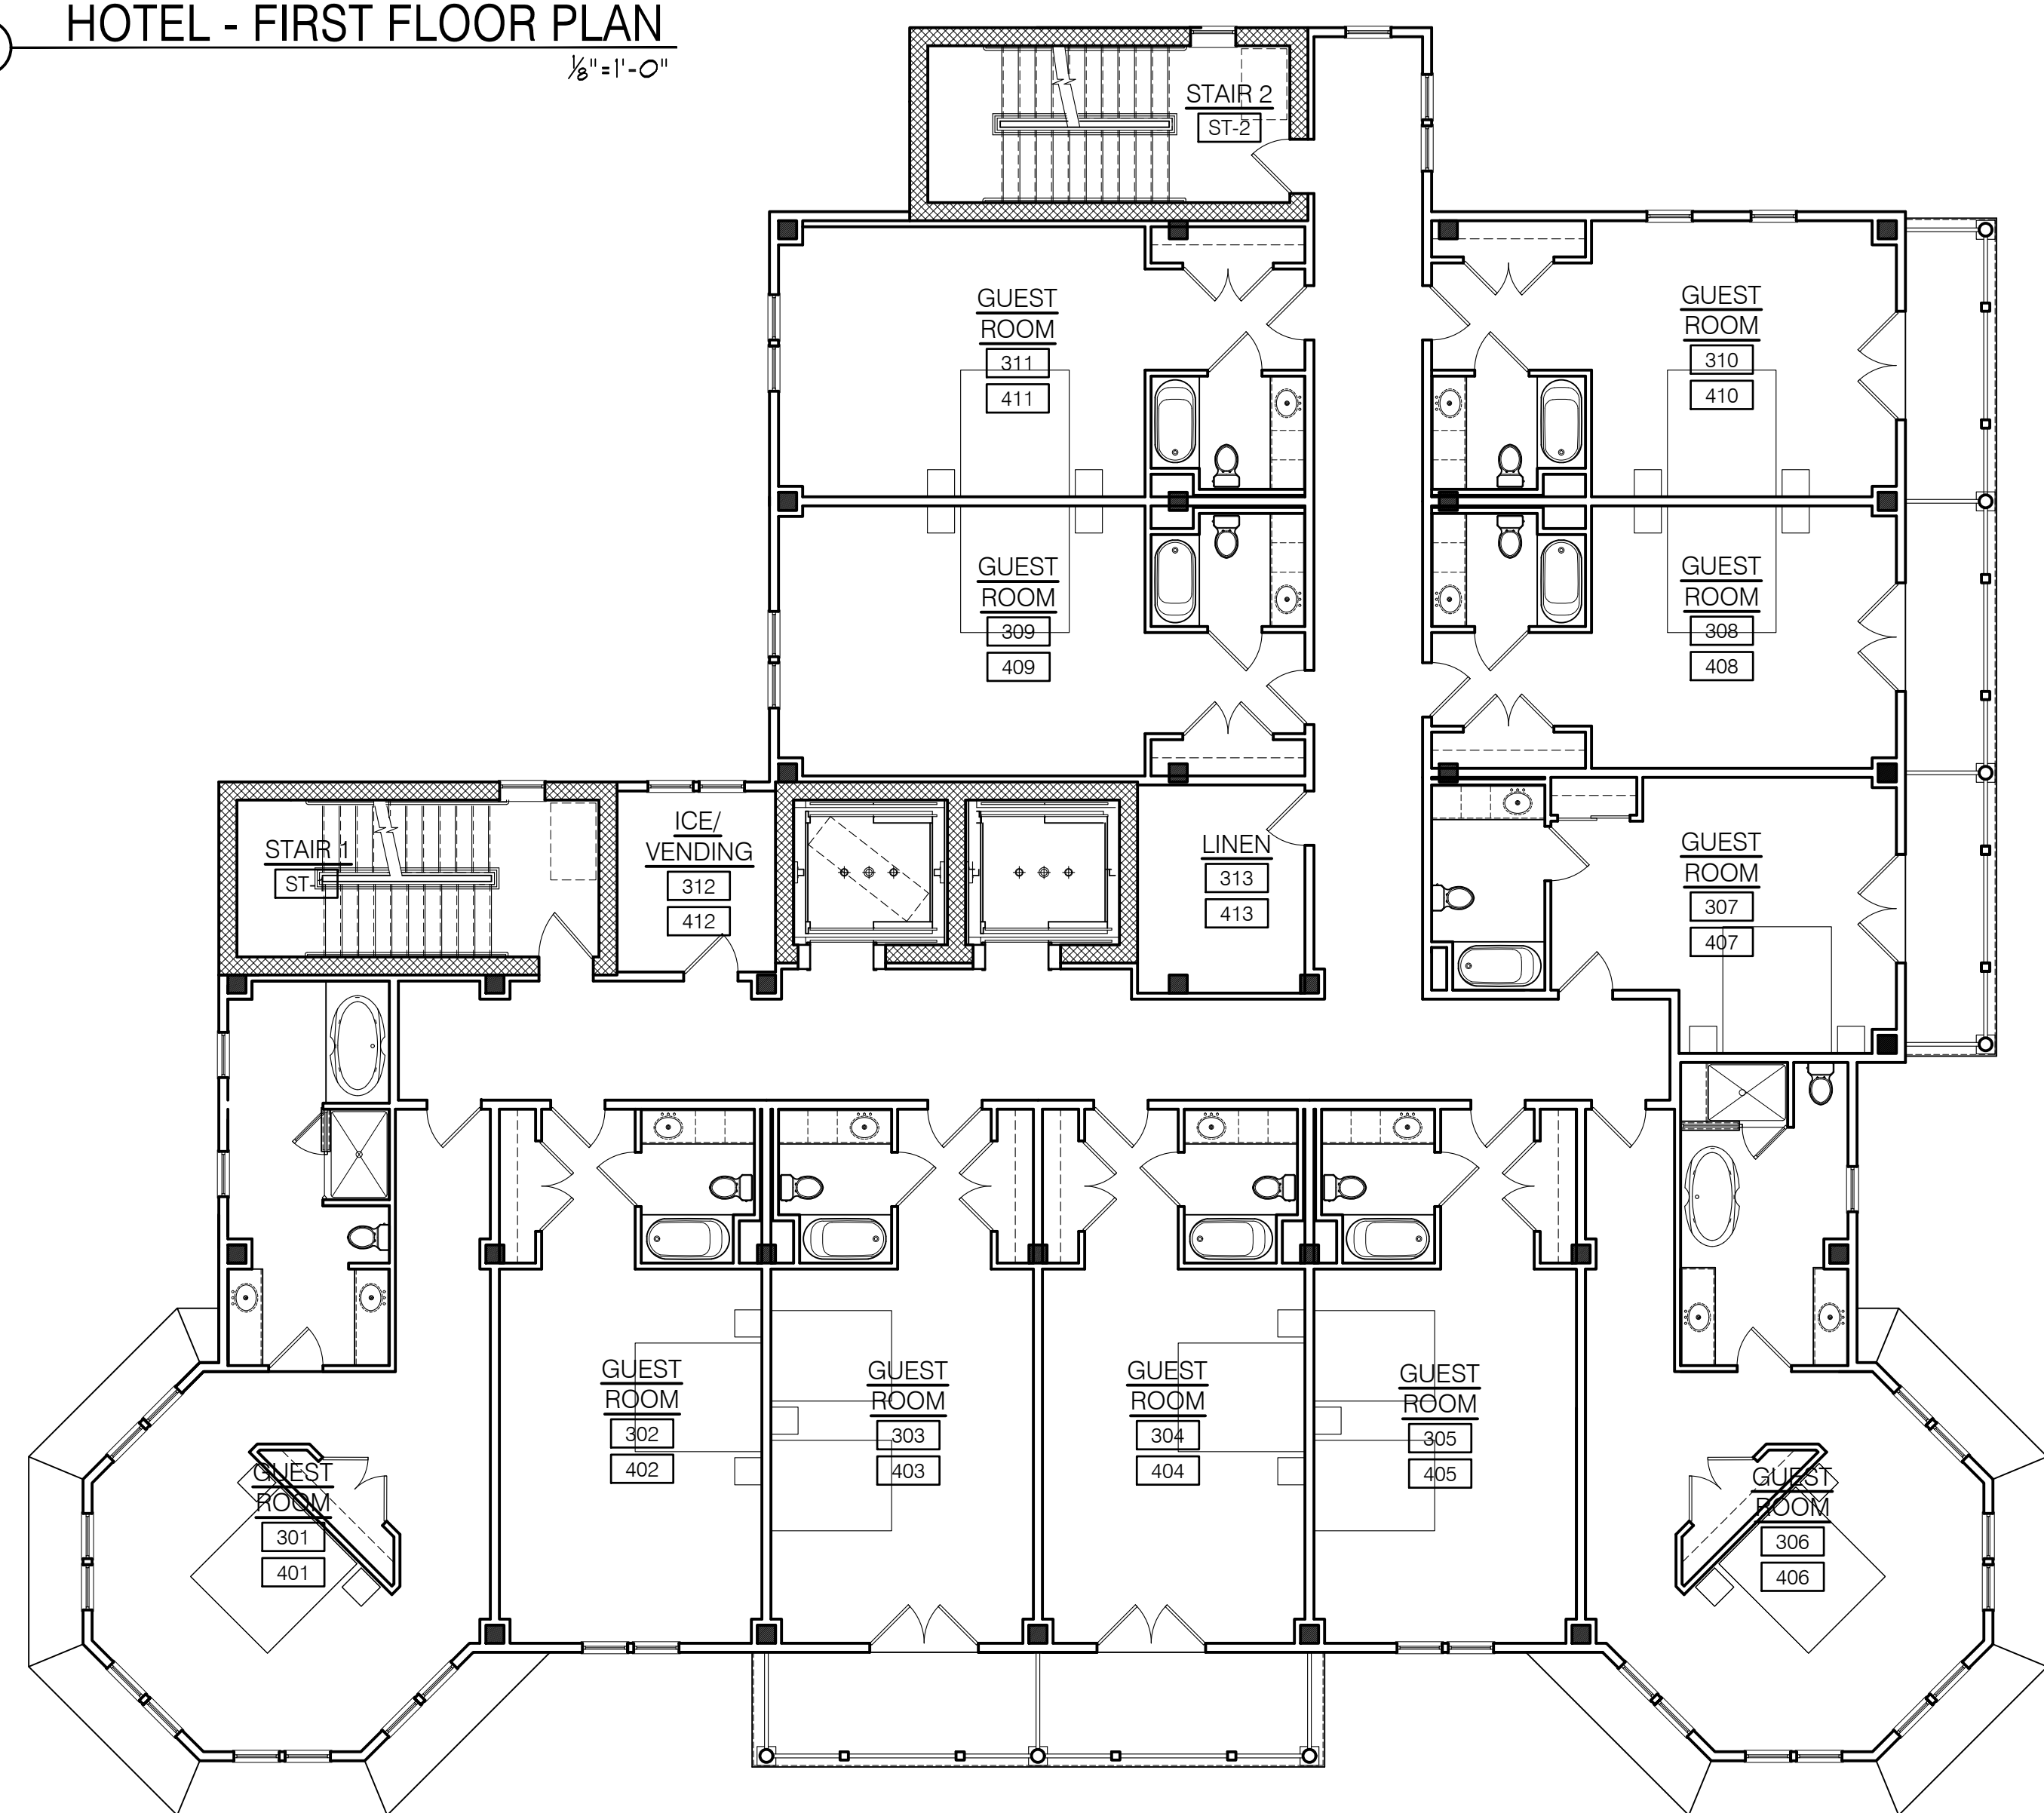 HOTEL - FIRST FLOOR PLAN
1/8"=1'-0"
STAIR 2
ST-2
GUEST
ROOM
311
411
GUEST
ROOM
310
410
GUEST
ROOM
309
409
GUEST
ROOM
308
408
STAIR 1
ST-
ICE/
VENDING
312
412
LINEN
313
413
GUEST
ROOM
307
407
GUEST
ROOM
301
401
GUEST
ROOM
302
402
GUEST
ROOM
303
403
GUEST
ROOM
304
404
GUEST
ROOM
305
405
GUEST
ROOM
306
406